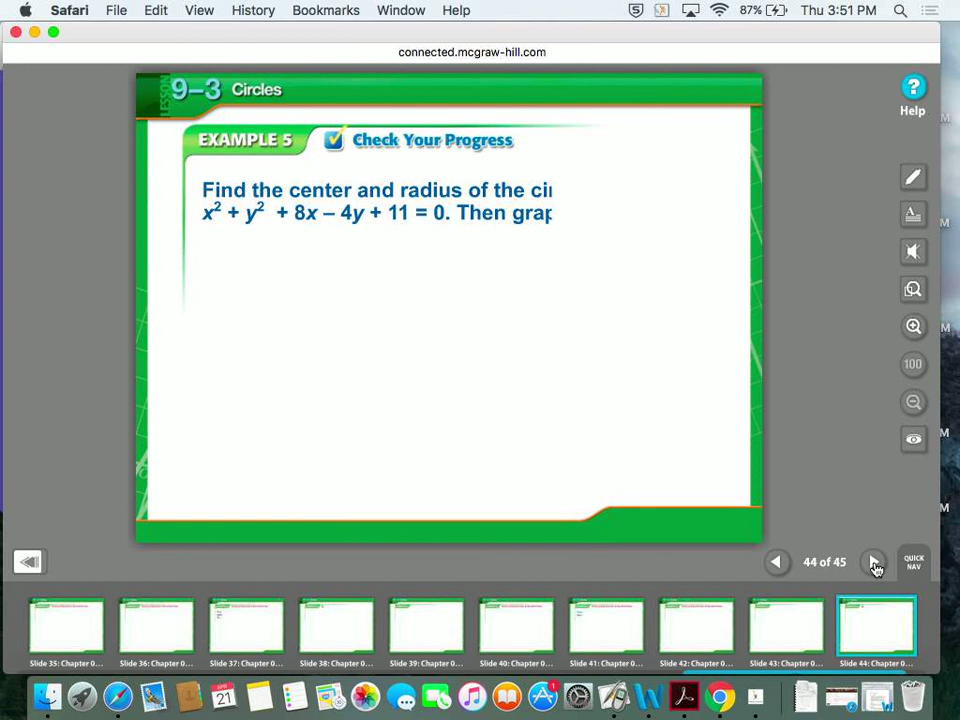 Safari File Edit View History Bookmarks Window Help 87% Thu 3:51 PM
connected.mcgraw-hill.com
LESSON 9–3 Circles
Help
EXAMPLE 5 Check Your Progress
Find the center and radius of the cir
x² + y² + 8x – 4y + 11 = 0. Then grap
100
44 of 45
QUICK NAV
Slide 35: Chapter 0... Slide 36: Chapter 0... Slide 37: Chapter 0... Slide 38: Chapter 0... Slide 39: Chapter 0... Slide 40: Chapter 0... Slide 41: Chapter 0... Slide 42: Chapter 0... Slide 43: Chapter 0... Slide 44: Chapter 0...
APR 21